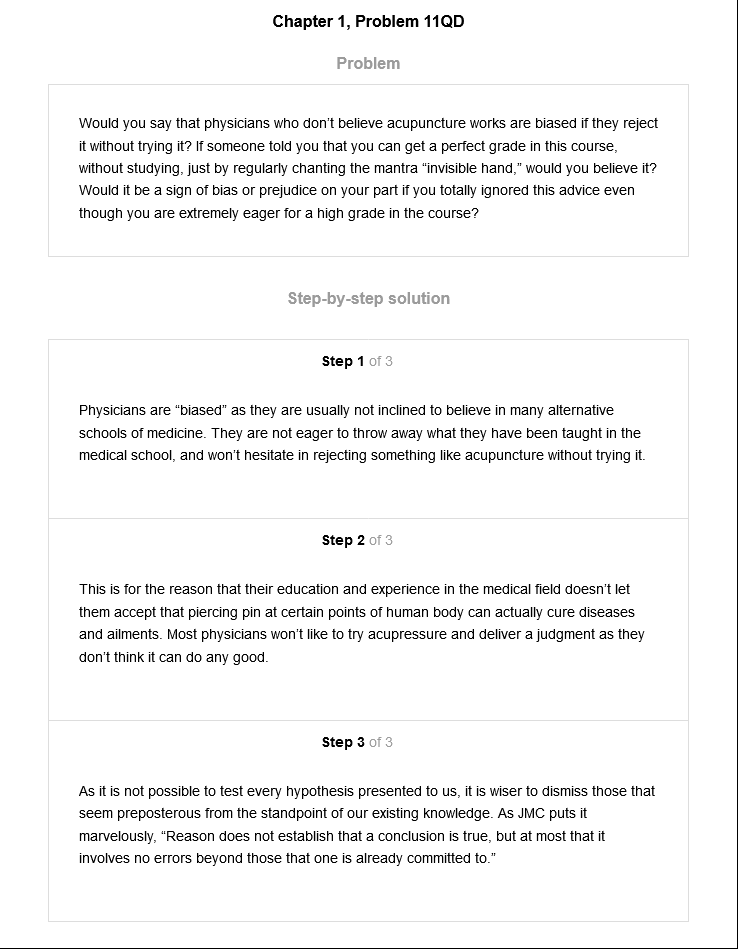 Chapter 1, Problem 11QD
Problem
Would you say that physicians who don’t believe acupuncture works are biased if they reject
it without trying it? If someone told you that you can get a perfect grade in this course,
without studying, just by regularly chanting the mantra “invisible hand,” would you believe it?
Would it be a sign of bias or prejudice on your part if you totally ignored this advice even
though you are extremely eager for a high grade in the course?
Step-by-step solution
Step 1 of 3
Physicians are “biased” as they are usually not inclined to believe in many alternative
schools of medicine. They are not eager to throw away what they have been taught in the
medical school, and won’t hesitate in rejecting something like acupuncture without trying it.
Step 2 of 3
This is for the reason that their education and experience in the medical field doesn’t let
them accept that piercing pin at certain points of human body can actually cure diseases
and ailments. Most physicians won’t like to try acupressure and deliver a judgment as they
don’t think it can do any good.
Step 3 of 3
As it is not possible to test every hypothesis presented to us, it is wiser to dismiss those that
seem preposterous from the standpoint of our existing knowledge. As JMC puts it
marvelously, “Reason does not establish that a conclusion is true, but at most that it
involves no errors beyond those that one is already committed to.”